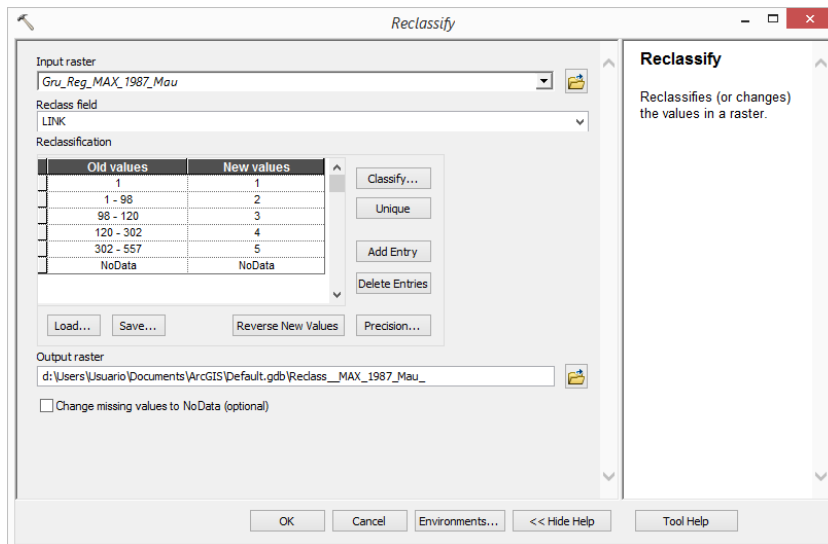 Reclassify
Input raster
Gru_Reg_MAX_1987_Mau
Reclass field
LINK
Reclassification
Old values New values
1 1
1 - 98 2
98 - 120 3
120 - 302 4
302 - 557 5
NoData NoData
Classify...
Unique
Add Entry
Delete Entries
Load... Save... Reverse New Values Precision...
Output raster
d:\Users\Usuario\Documents\ArcGIS\Default.gdb\Reclass__MAX_1987_Mau_
Change missing values to NoData (optional)
Reclassify
Reclassifies (or changes)
the values in a raster.
OK Cancel Environments... << Hide Help Tool Help